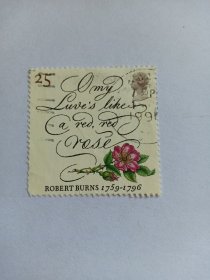 25
O my
Luve's like
a red, red
rose
ROBERT BURNS 1759-1796